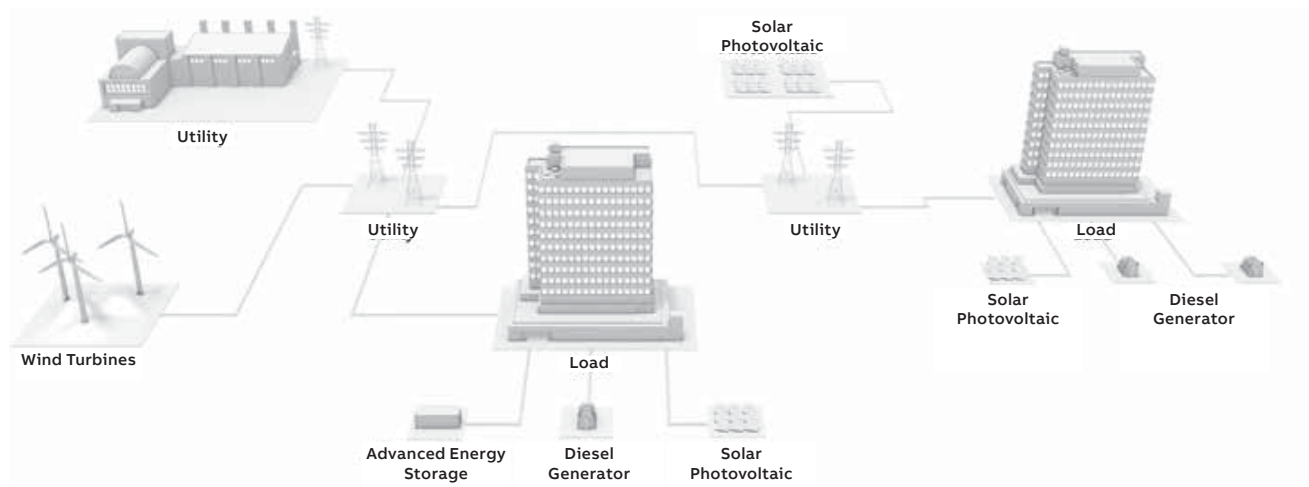 Solar
Photovoltaic
Utility
Utility
Utility
Load
Solar
Photovoltaic
Diesel
Generator
Wind Turbines
Load
Advanced Energy
Storage
Diesel
Generator
Solar
Photovoltaic